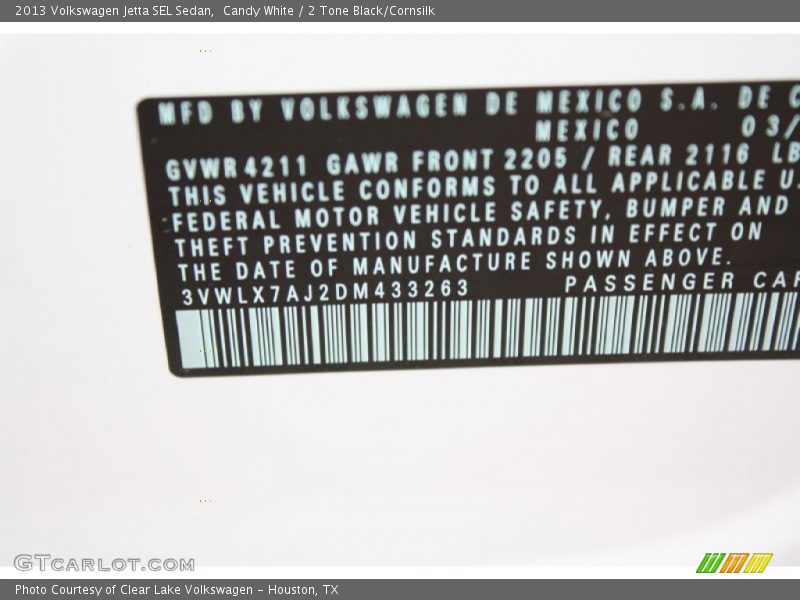 2013 Volkswagen Jetta SEL Sedan, Candy White / 2 Tone Black/Cornsilk
MFD BY VOLKSWAGEN DE MEXICO S.A. DE C
MEXICO 03/
GVWR 4211 GAWR FRONT 2205 / REAR 2116 LB
THIS VEHICLE CONFORMS TO ALL APPLICABLE U.
FEDERAL MOTOR VEHICLE SAFETY, BUMPER AND
THEFT PREVENTION STANDARDS IN EFFECT ON
THE DATE OF MANUFACTURE SHOWN ABOVE.
3VWLX7AJ2DM433263 PASSENGER CAR
GTCARLOT.COM
Photo Courtesy of Clear Lake Volkswagen - Houston, TX